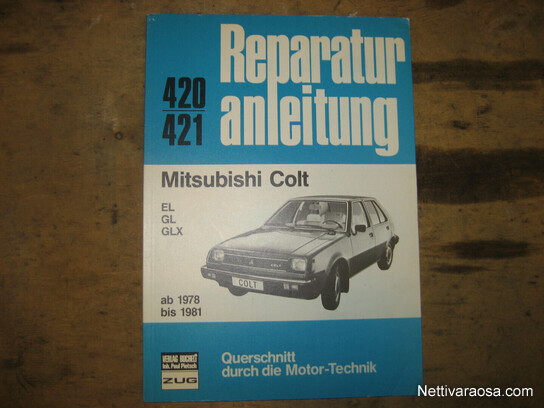 Reparatur
anleitung
420
421
Mitsubishi Colt
EL
GL
GLX
COLT
COLT
ab 1978
bis 1981
VERLAG BUCHELI
Inh. Paul Pietsch
ZUG
Querschnitt
durch die Motor-Technik
Nettivaraosa.com